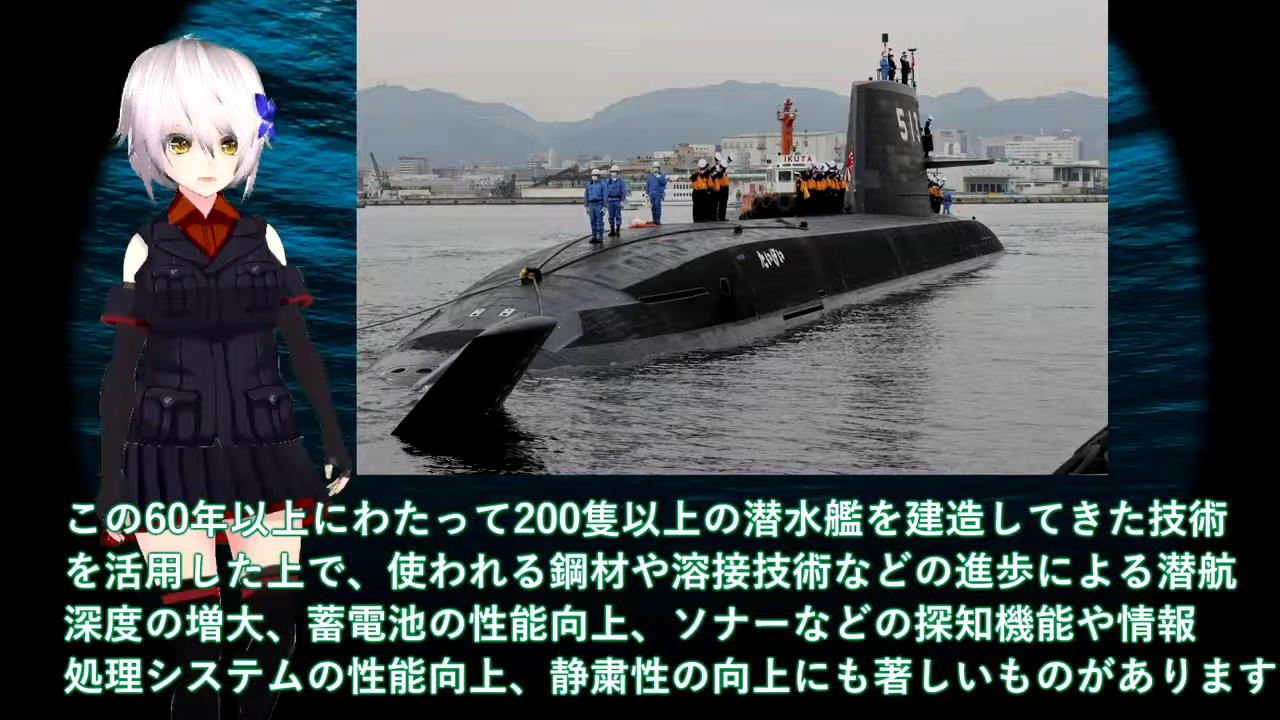 51
IKUTA
たいげい
この60年以上にわたって200隻以上の潜水艦を建造してきた技術
を活用した上で、使われる鋼材や溶接技術などの進歩による潜航
深度の増大、蓄電池の性能向上、ソナーなどの探知機能や情報
処理システムの性能向上、静粛性の向上にも著しいものがあります